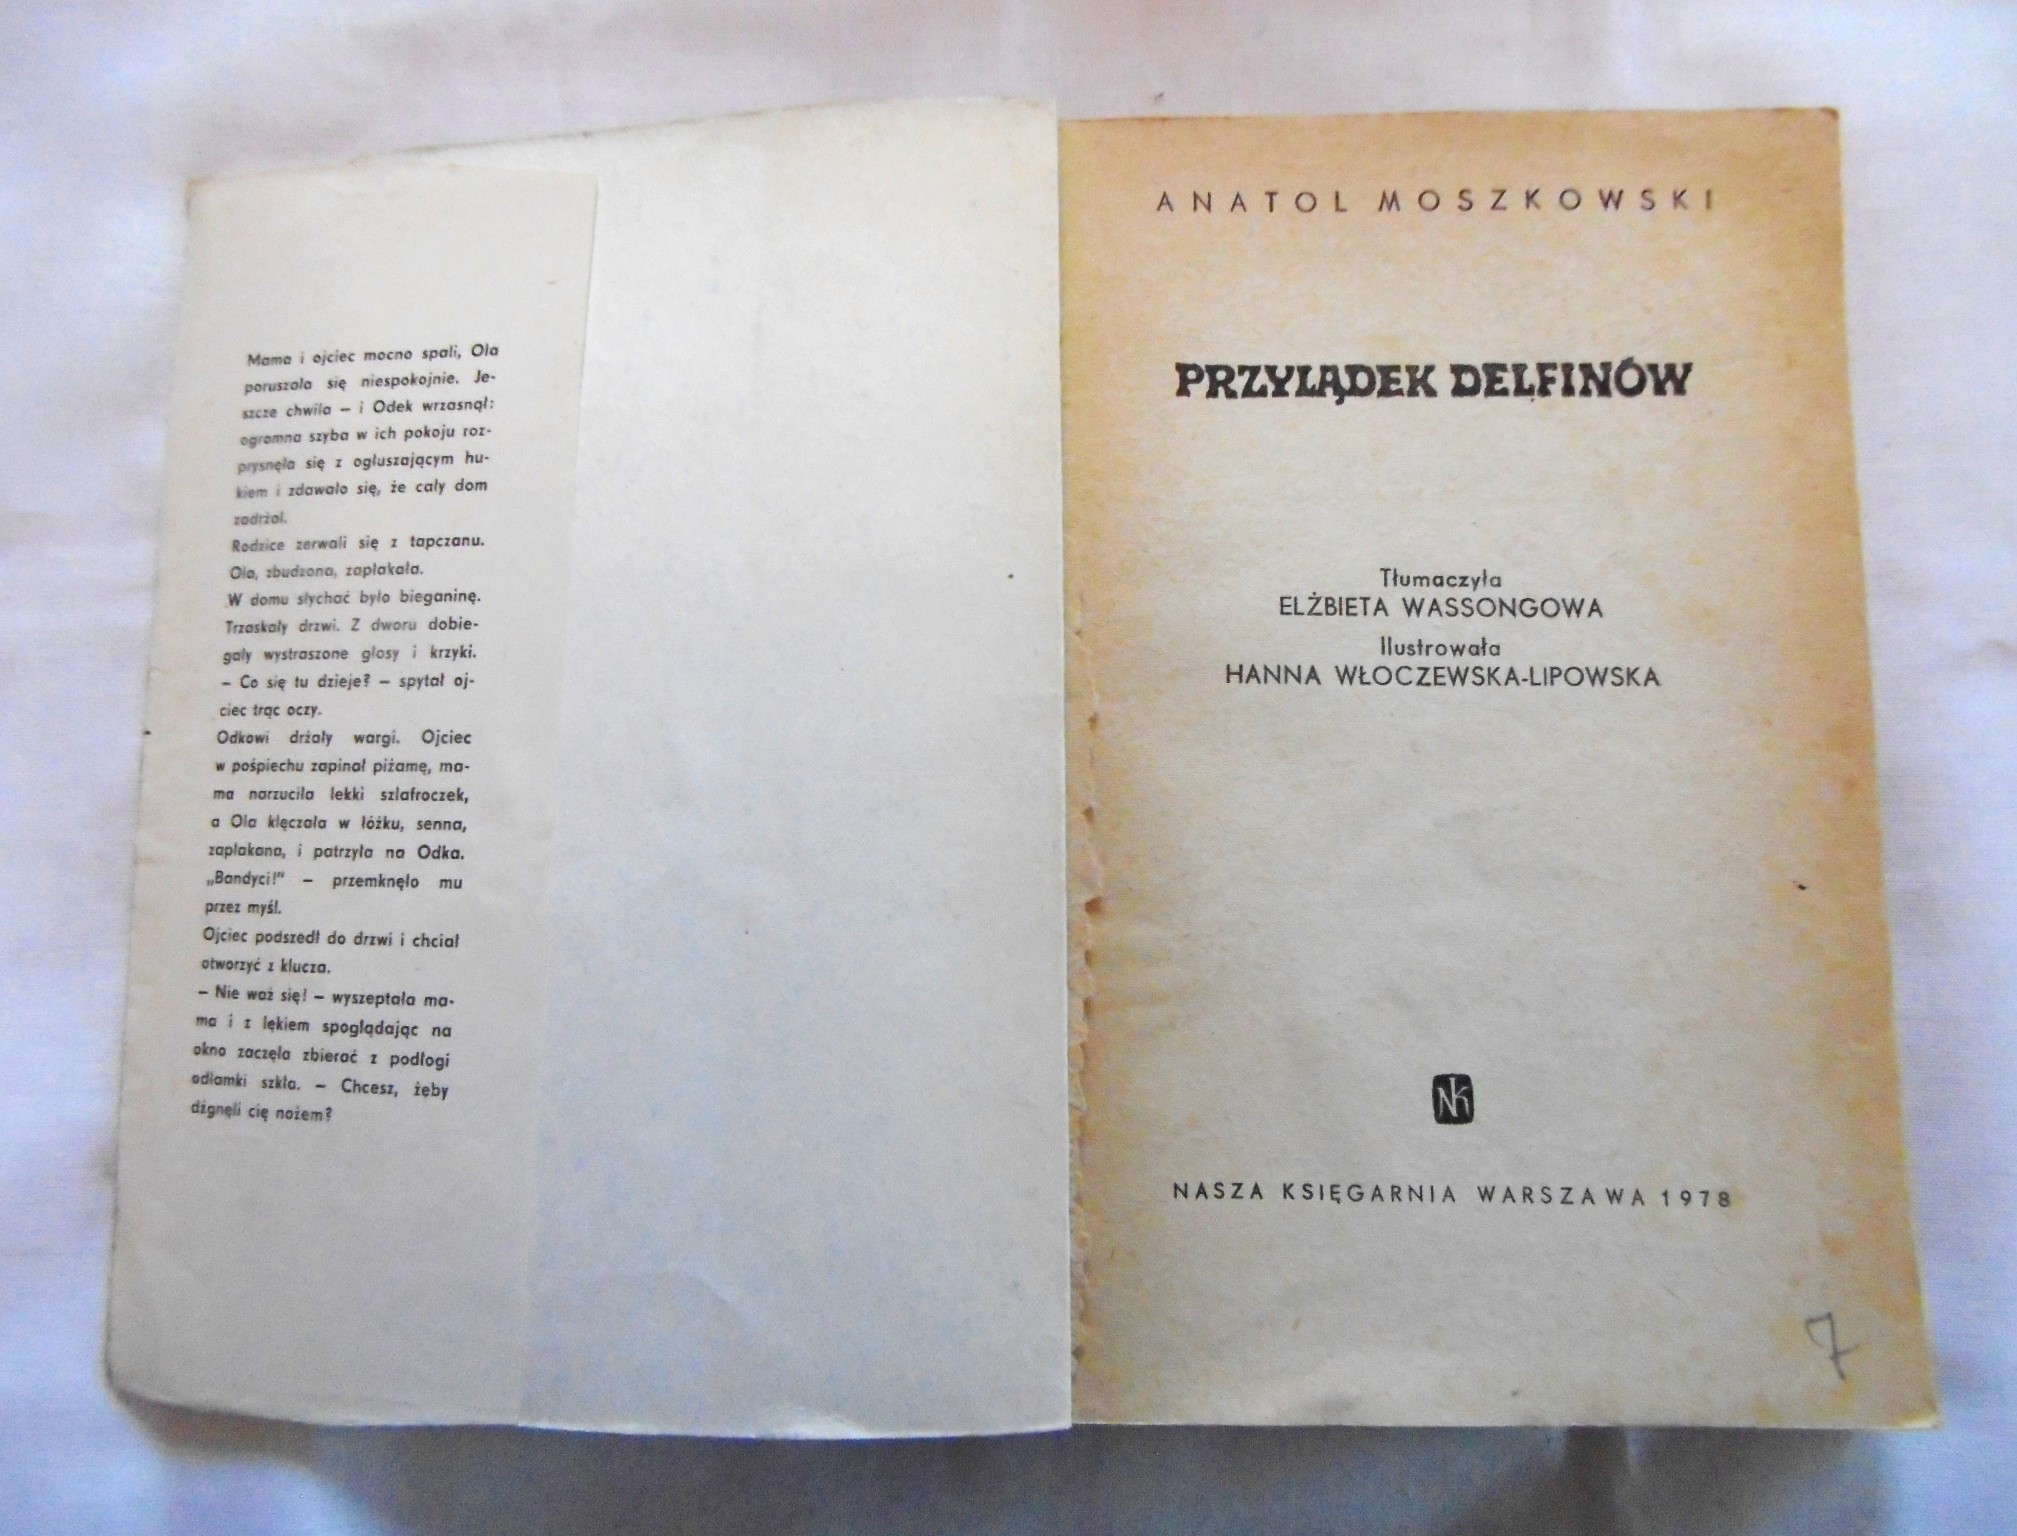 Mama i ojciec mocno spali, Ola
poruszała się niespokojnie. Je-
szcze chwila – i Odek wrzasnął:
ogromna szyba w ich pokoju roz-
prysnęła się z ogłuszającym hu-
kiem i zdawało się, że cały dom
zadrżał.
Rodzice zerwali się z tapczanu.
Ola, zbudzona, zapłakała.
W domu słychać było bieganinę.
Trzaskały drzwi. Z dworu dobie-
gały wystraszone głosy i krzyki.
– Co się tu dzieje? – spytał oj-
ciec trąc oczy.
Odkowi drżały wargi. Ojciec
w pośpiechu zapinał piżamę, ma-
ma narzuciła lekki szlafroczek,
a Ola klęczała w łóżku, senna,
zapłakana, i patrzyła na Odka.
„Bandyci!” – przemknęło mu
przez myśl.
Ojciec podszedł do drzwi i chciał
otworzyć z klucza.
– Nie waż się! – wyszeptała ma-
ma i z lękiem spoglądając na
okno zaczęła zbierać z podłogi
odłamki szkła. – Chcesz, żeby
dźgnęli cię nożem?
ANATOL MOSZKOWSKI
PRZYLĄDEK DELFINÓW
Tłumaczyła
ELŻBIETA WASSONGOWA
Ilustrowała
HANNA WŁOCZEWSKA-LIPOWSKA
NK
NASZA KSIĘGARNIA WARSZAWA 1978
7